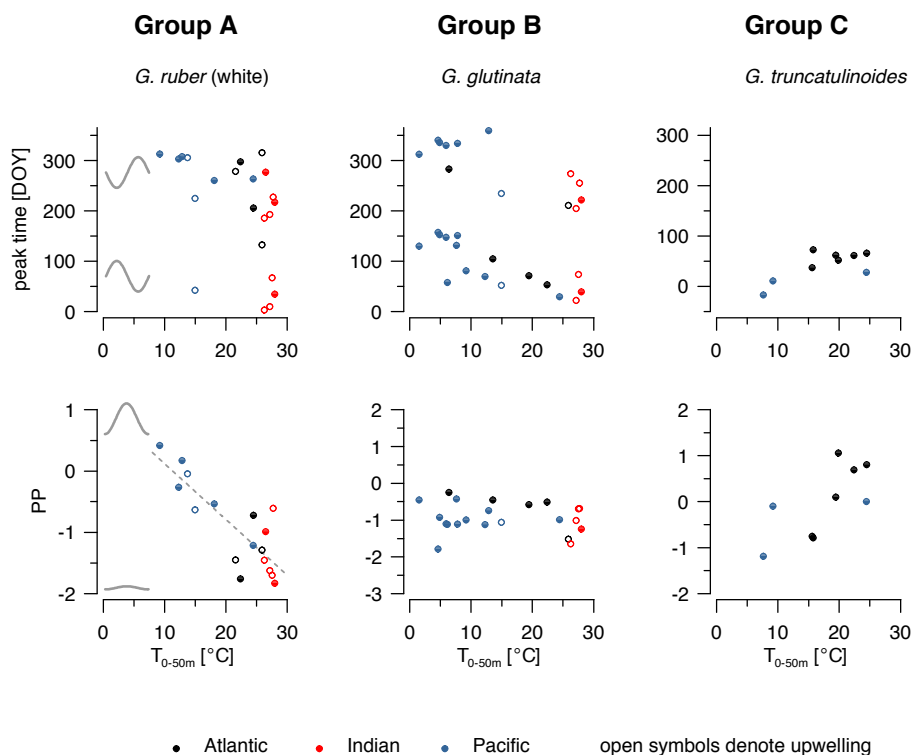 Group A Group B Group C
G. ruber (white) G. glutinata G. truncatulinoides
peak time [DOY]
300 300 300
200 200 200
100 100 100
0 0 0
0 10 20 30 0 10 20 30 0 10 20 30
PP
1 2 2
0 1 1
-1 0 0
-2 -1 -1
-2 -2
-3
0 10 20 30 0 10 20 30 0 10 20 30
T0-50m [°C] T0-50m [°C] T0-50m [°C]
Atlantic Indian Pacific open symbols denote upwelling